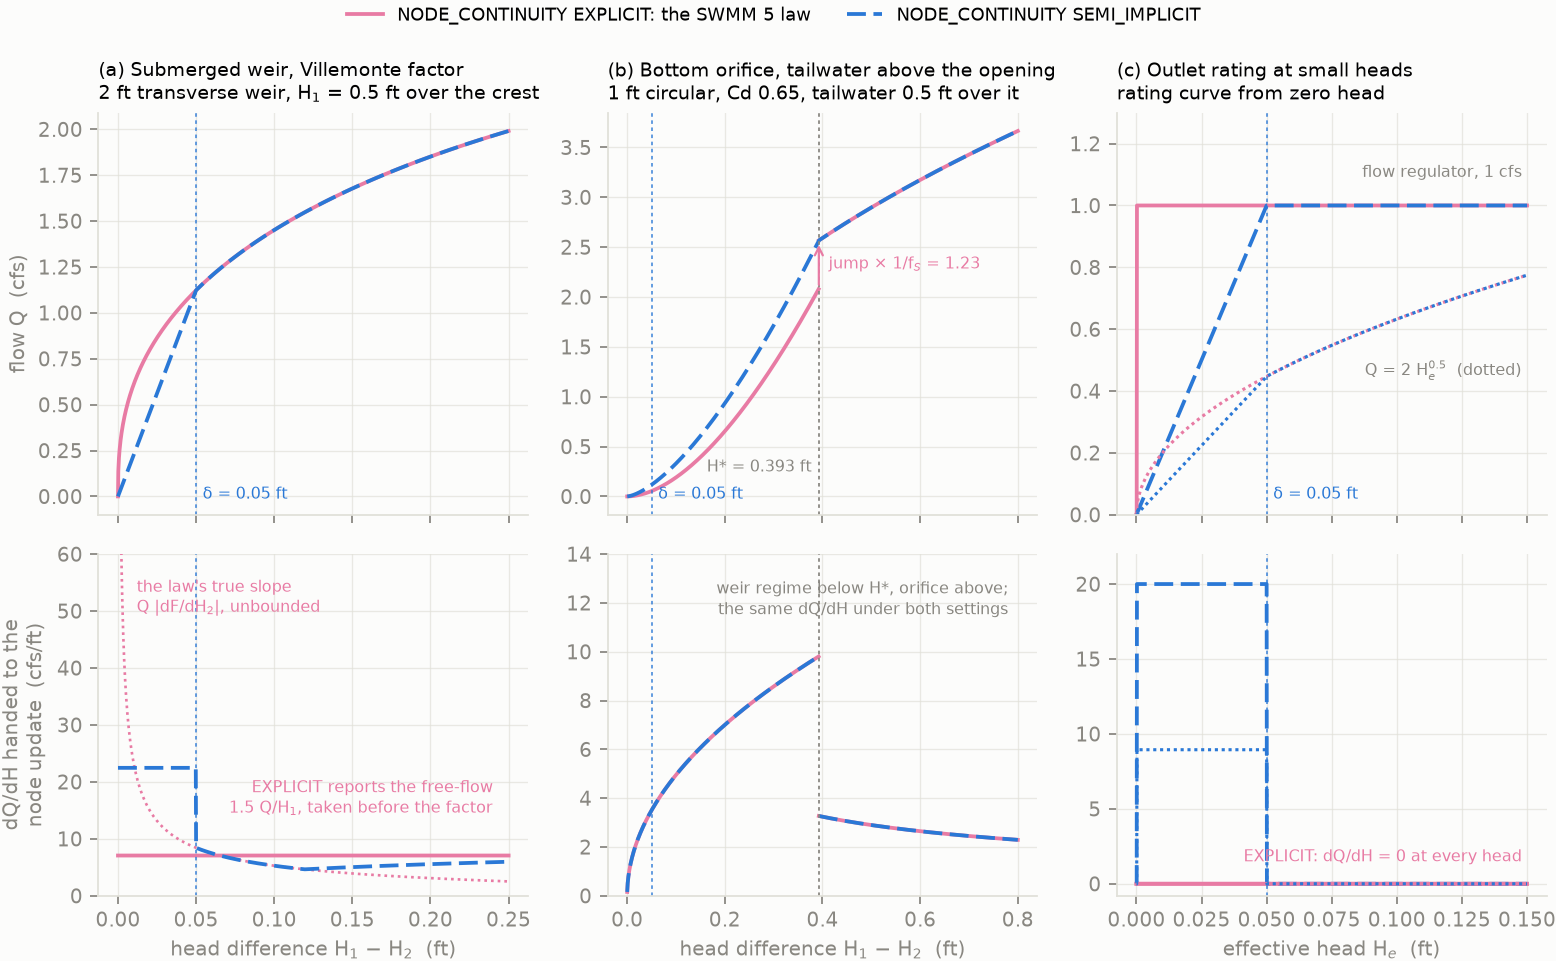 NODE_CONTINUITY EXPLICIT: the SWMM 5 law
NODE_CONTINUITY SEMI_IMPLICIT
(a) Submerged weir, Villemonte factor
2 ft transverse weir, H₁ = 0.5 ft over the crest
flow Q (cfs)
2.00
1.75
1.50
1.25
1.00
0.75
0.50
0.25
0.00
δ = 0.05 ft
(b) Bottom orifice, tailwater above the opening
1 ft circular, Cd 0.65, tailwater 0.5 ft over it
3.5
3.0
2.5
2.0
1.5
1.0
0.5
0.0
jump × 1/fₛ = 1.23
H* = 0.393 ft
δ = 0.05 ft
(c) Outlet rating at small heads
rating curve from zero head
1.2
1.0
0.8
0.6
0.4
0.2
0.0
flow regulator, 1 cfs
Q = 2 Hₑ^0.5 (dotted)
δ = 0.05 ft
dQ/dH handed to the
node update (cfs/ft)
60
50
40
30
20
10
0
the law's true slope
Q |dF/dH₂|, unbounded
EXPLICIT reports the free-flow
1.5 Q/H₁, taken before the factor
0.00 0.05 0.10 0.15 0.20 0.25
head difference H₁ − H₂ (ft)
14
12
10
8
6
4
2
0
weir regime below H*, orifice above;
the same dQ/dH under both settings
0.0 0.2 0.4 0.6 0.8
head difference H₁ − H₂ (ft)
20
15
10
5
0
EXPLICIT: dQ/dH = 0 at every head
0.000 0.025 0.050 0.075 0.100 0.125 0.150
effective head Hₑ (ft)